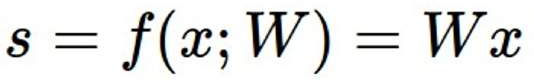 s = f(x; W) = Wx